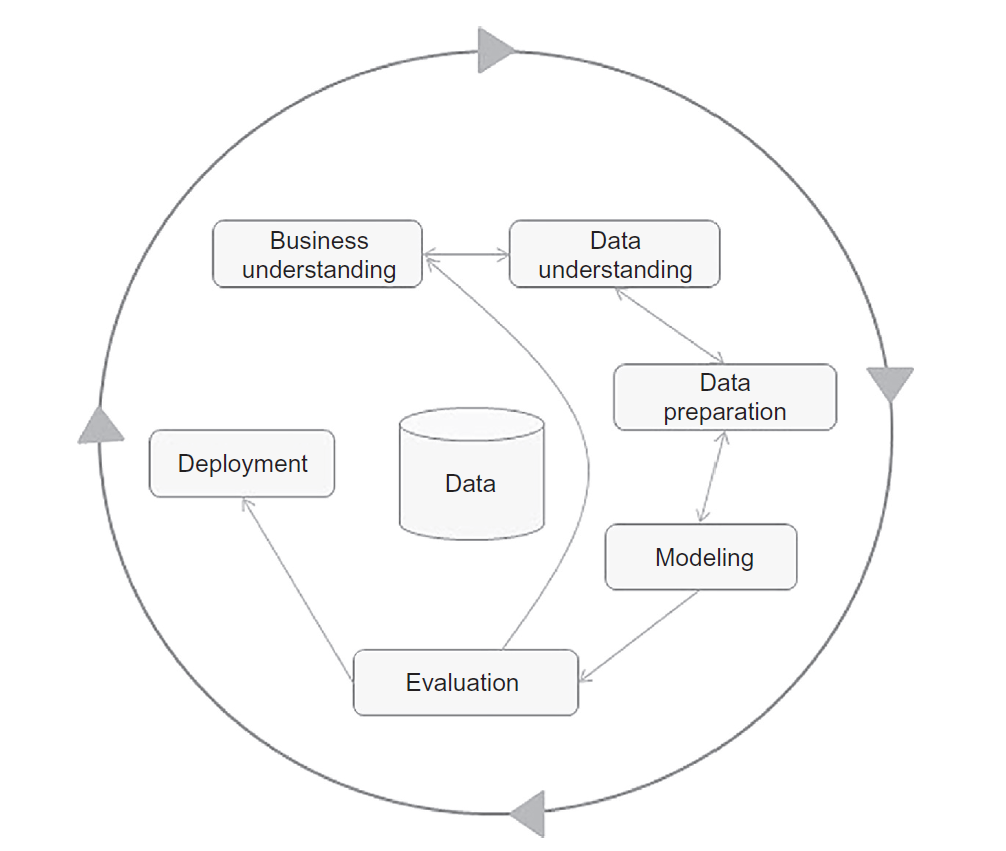 Business
understanding
Data
understanding
Data
preparation
Deployment
Data
Modeling
Evaluation